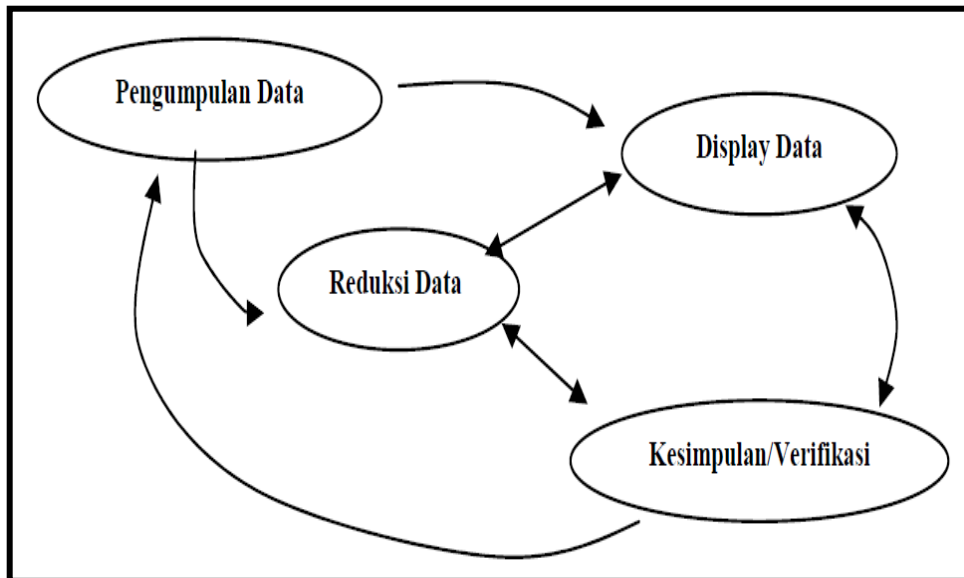 Pengumpulan Data
Display Data
Reduksi Data
Kesimpulan/Verifikasi